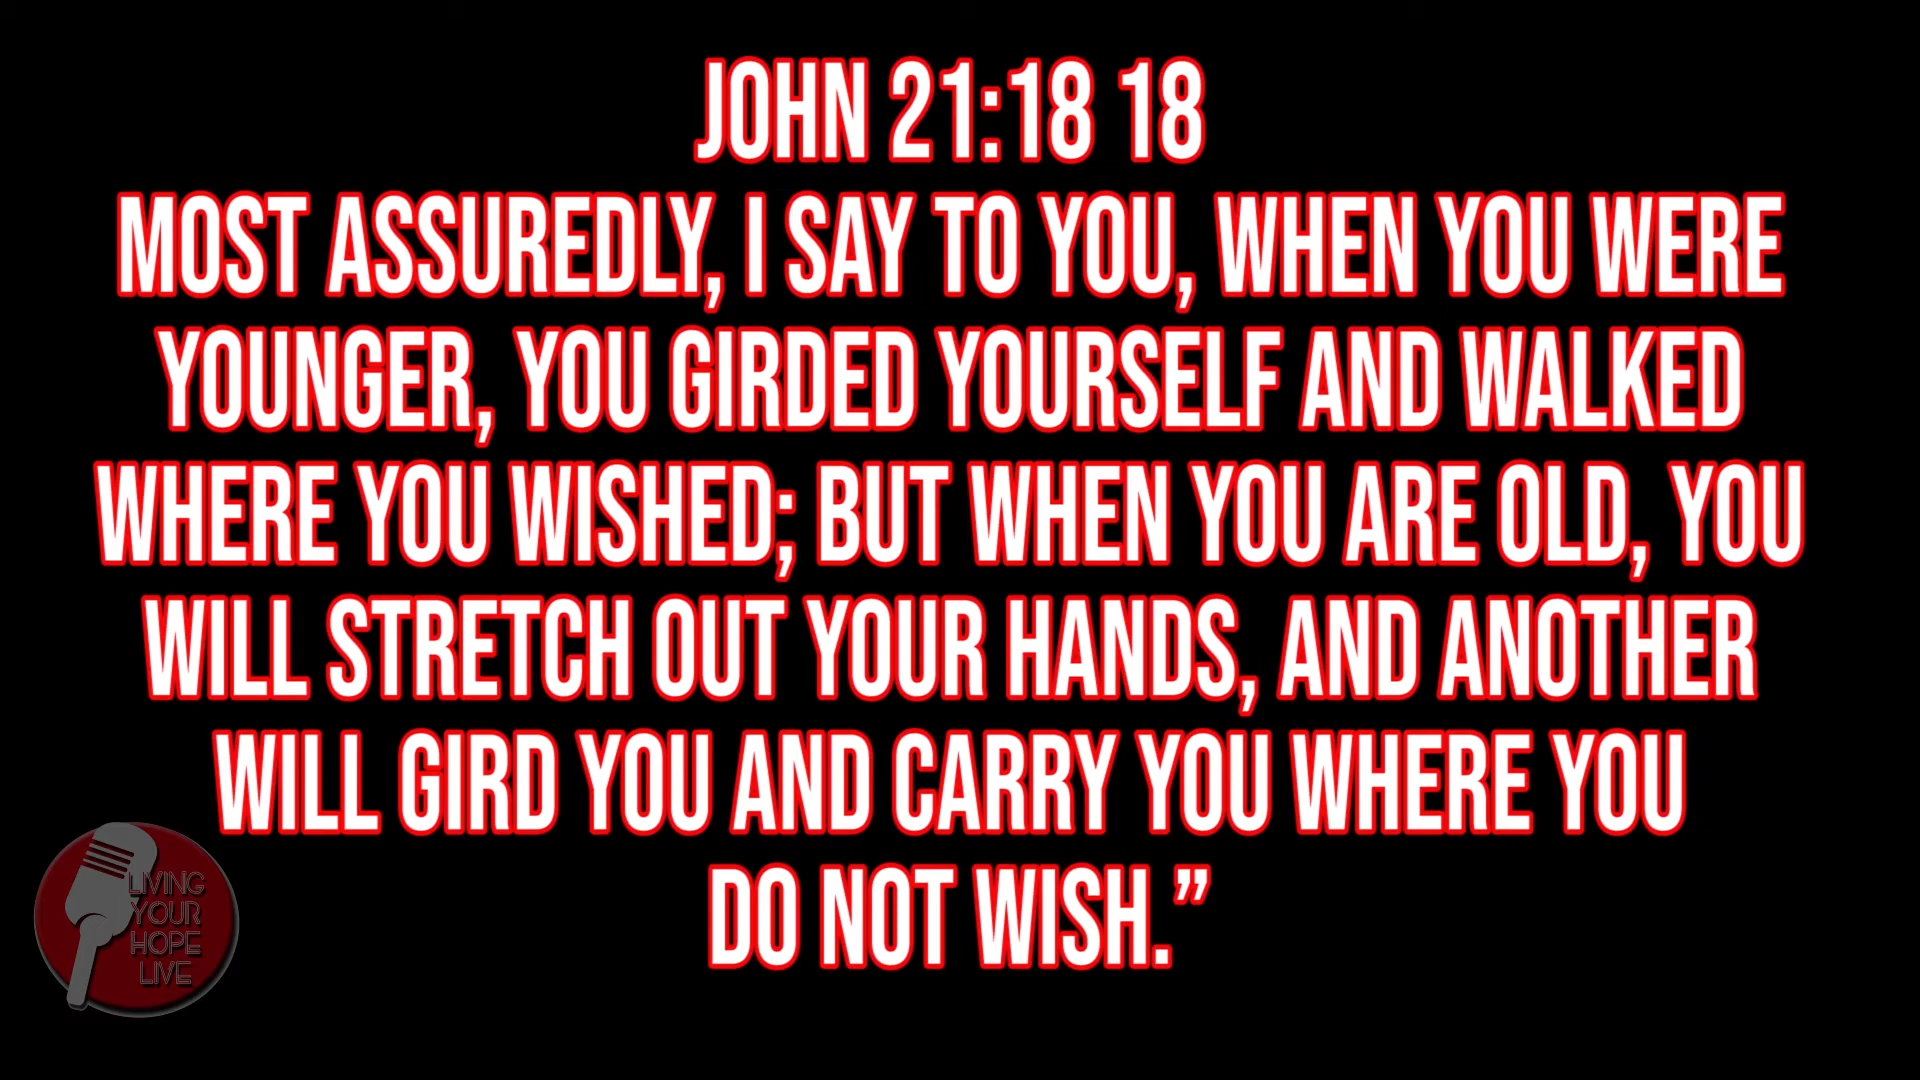 JOHN 21:18 18
MOST ASSUREDLY, I SAY TO YOU, WHEN YOU WERE
YOUNGER, YOU GIRDED YOURSELF AND WALKED
WHERE YOU WISHED; BUT WHEN YOU ARE OLD, YOU
WILL STRETCH OUT YOUR HANDS, AND ANOTHER
WILL GIRD YOU AND CARRY YOU WHERE YOU
DO NOT WISH.”
LIVING
YOUR
HOPE
LIVE